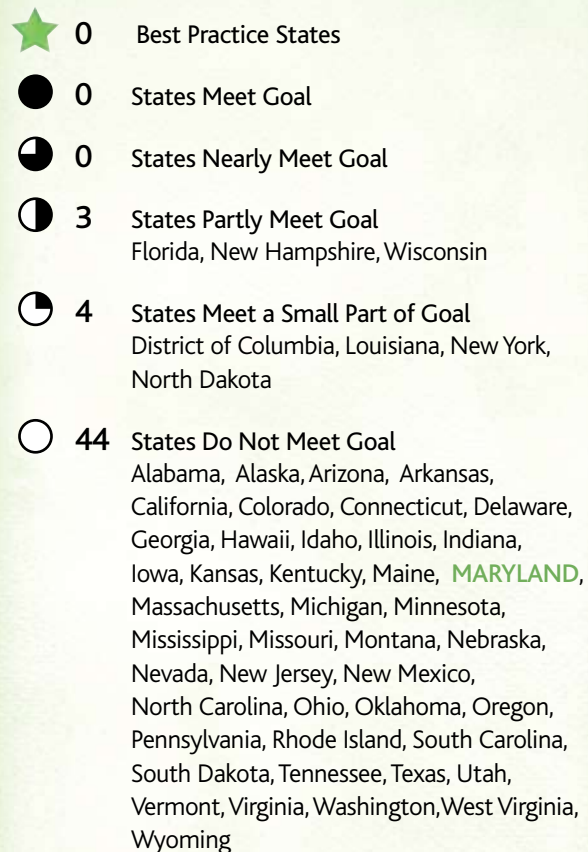 0 Best Practice States
0 States Meet Goal
0 States Nearly Meet Goal
3 States Partly Meet Goal
Florida, New Hampshire, Wisconsin
4 States Meet a Small Part of Goal
District of Columbia, Louisiana, New York,
North Dakota
44 States Do Not Meet Goal
Alabama, Alaska, Arizona, Arkansas,
California, Colorado, Connecticut, Delaware,
Georgia, Hawaii, Idaho, Illinois, Indiana,
Iowa, Kansas, Kentucky, Maine, MARYLAND,
Massachusetts, Michigan, Minnesota,
Mississippi, Missouri, Montana, Nebraska,
Nevada, New Jersey, New Mexico,
North Carolina, Ohio, Oklahoma, Oregon,
Pennsylvania, Rhode Island, South Carolina,
South Dakota, Tennessee, Texas, Utah,
Vermont, Virginia, Washington,West Virginia,
Wyoming